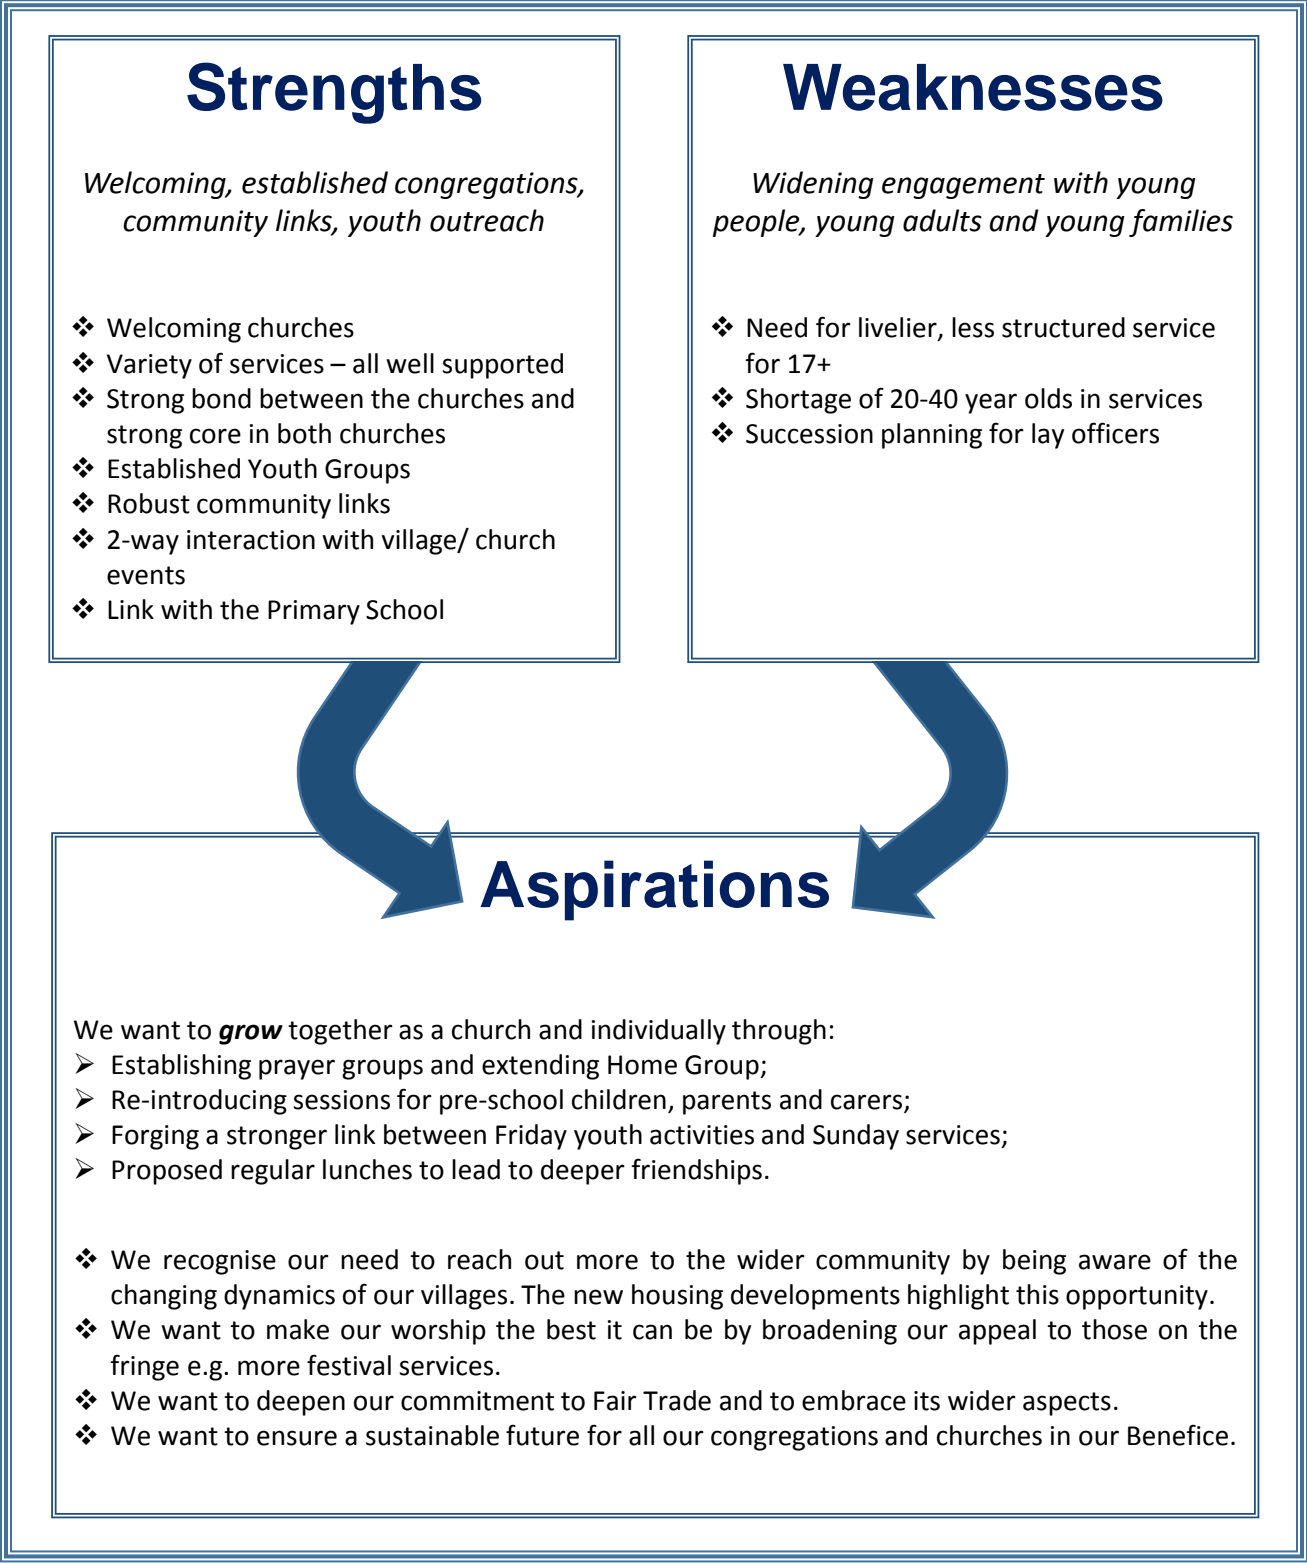 Strengths
Welcoming, established congregations,
community links, youth outreach
❖ Welcoming churches
❖ Variety of services – all well supported
❖ Strong bond between the churches and
strong core in both churches
❖ Established Youth Groups
❖ Robust community links
❖ 2-way interaction with village/ church
events
❖ Link with the Primary School
Weaknesses
Widening engagement with young
people, young adults and young families
❖ Need for livelier, less structured service
for 17+
❖ Shortage of 20-40 year olds in services
❖ Succession planning for lay officers
Aspirations
We want to grow together as a church and individually through:
➢ Establishing prayer groups and extending Home Group;
➢ Re-introducing sessions for pre-school children, parents and carers;
➢ Forging a stronger link between Friday youth activities and Sunday services;
➢ Proposed regular lunches to lead to deeper friendships.
❖ We recognise our need to reach out more to the wider community by being aware of the
changing dynamics of our villages. The new housing developments highlight this opportunity.
❖ We want to make our worship the best it can be by broadening our appeal to those on the
fringe e.g. more festival services.
❖ We want to deepen our commitment to Fair Trade and to embrace its wider aspects.
❖ We want to ensure a sustainable future for all our congregations and churches in our Benefice.